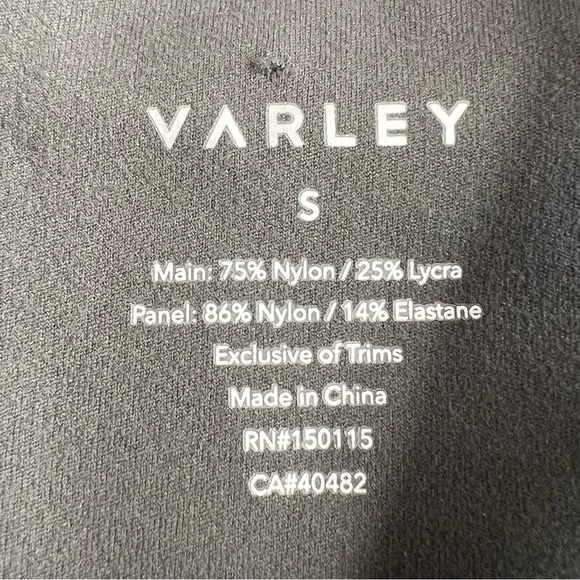 VARLEY
S
Main: 75% Nylon / 25% Lycra
Panel: 86% Nylon / 14% Elastane
Exclusive of Trims
Made in China
RN#150115
CA#40482